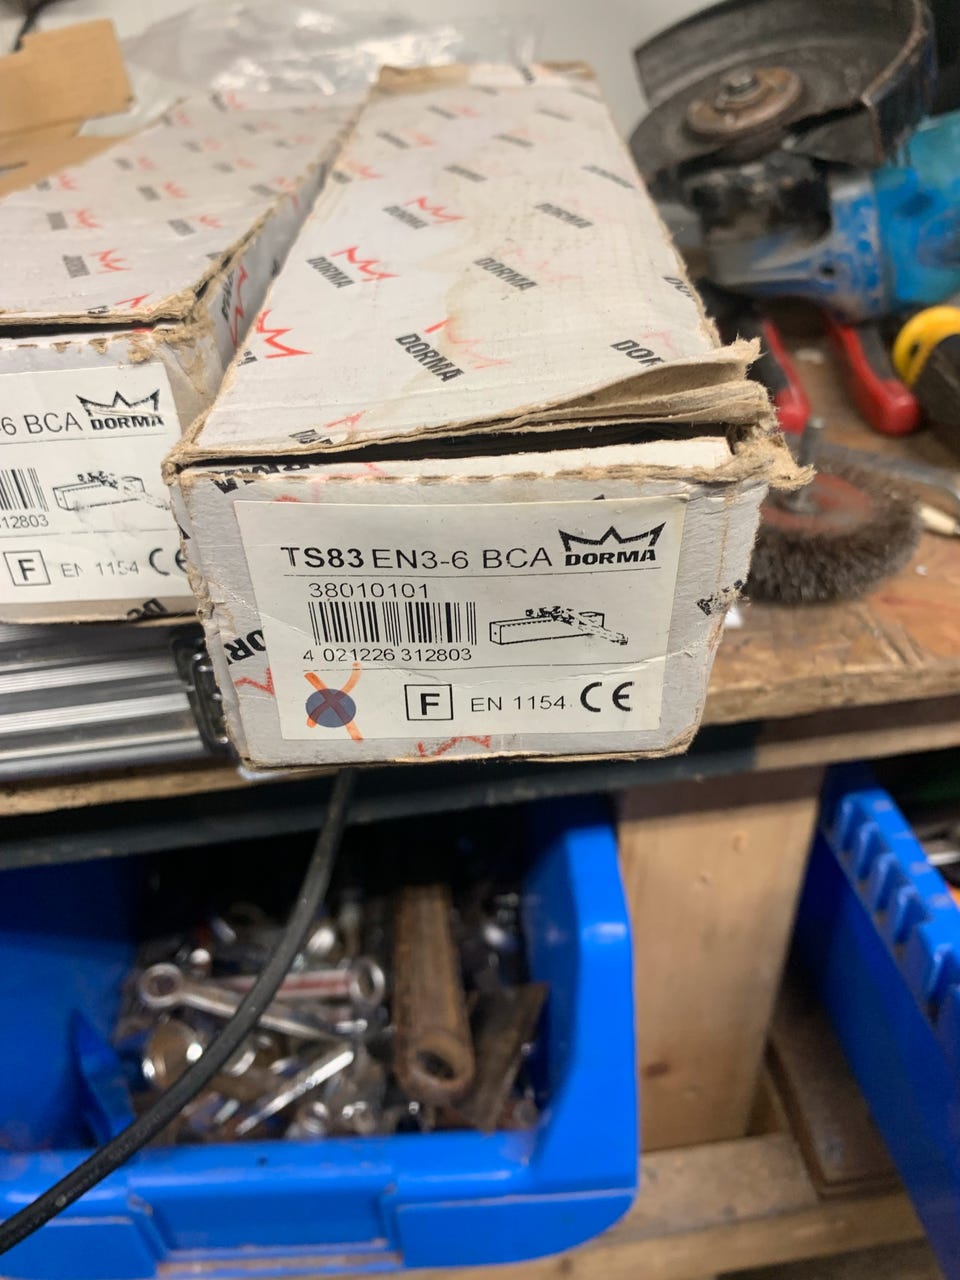 DORMA
DORMA
DORMA
DORMA
DORMA
-6 BCA DORMA
312803
F EN 1154 CE
TS83 EN3-6 BCA DORMA
38010101
4 021226 312803
F EN 1154 CE